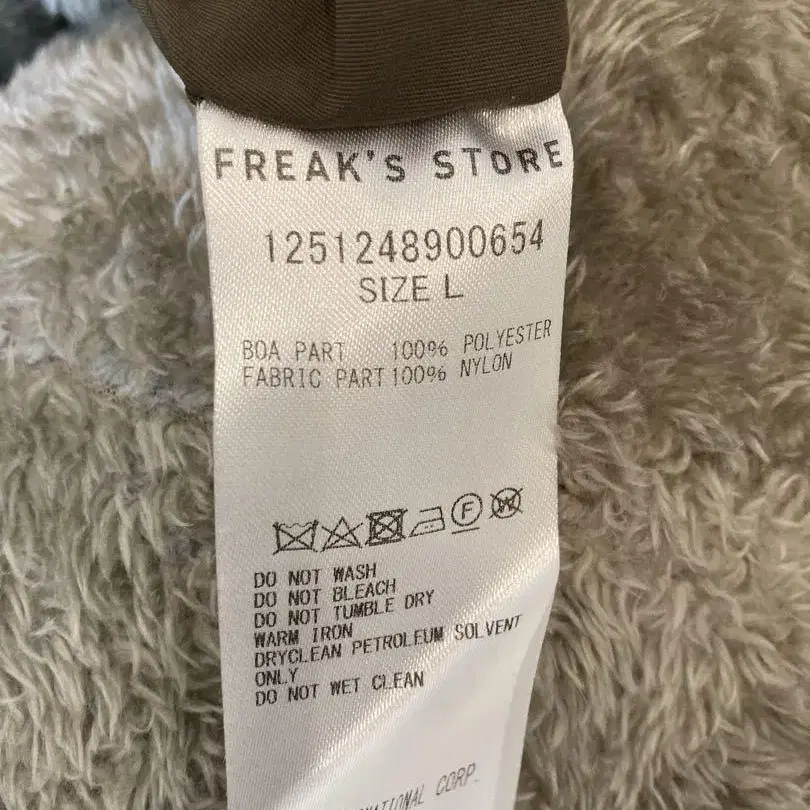 FREAK'S STORE
1251248900654
SIZE L
BOA PART 100% POLYESTER
FABRIC PART 100% NYLON
F W
DO NOT WASH
DO NOT BLEACH
DO NOT TUMBLE DRY
WARM IRON
DRYCLEAN PETROLEUM SOLVENT
ONLY
DO NOT WET CLEAN
CORP.